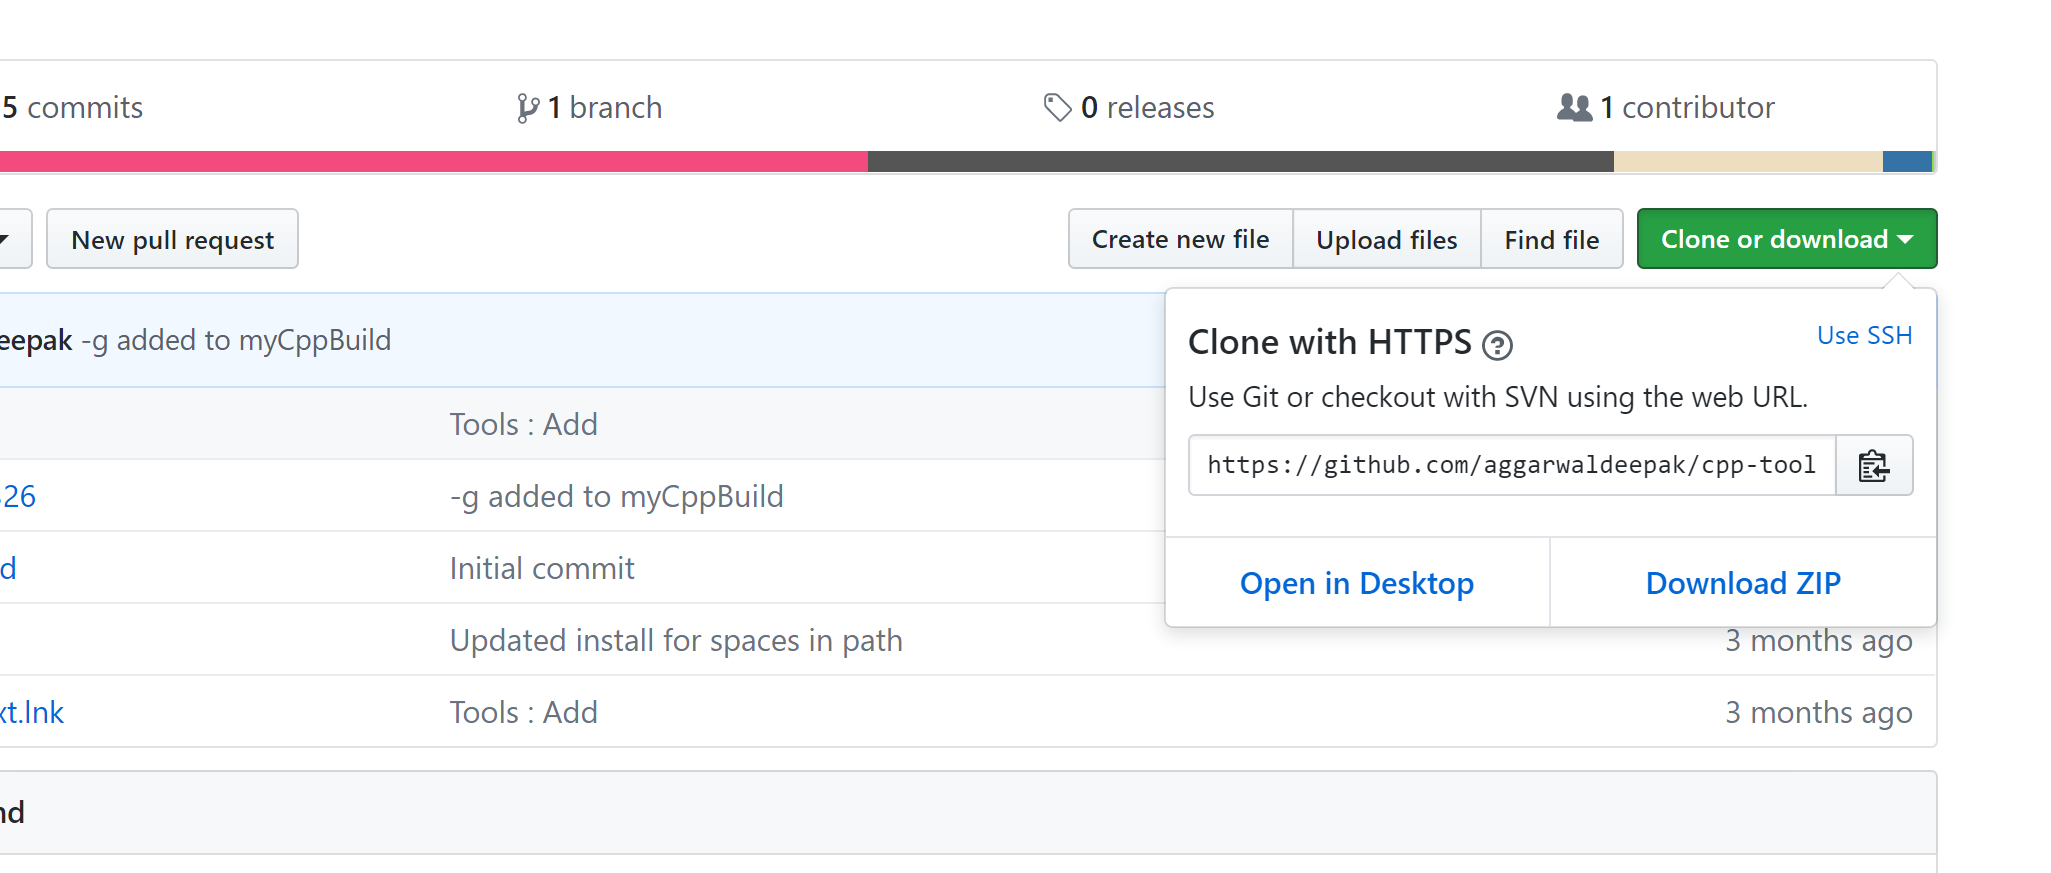 5 commits
1 branch
0 releases
1 contributor
New pull request
Create new file
Upload files
Find file
Clone or download
eepak -g added to myCppBuild
Clone with HTTPS
Use SSH
Use Git or checkout with SVN using the web URL.
https://github.com/aggarwaldeepak/cpp-tool
Open in Desktop
Download ZIP
Tools : Add
26
-g added to myCppBuild
d
Initial commit
Updated install for spaces in path
3 months ago
xt.lnk
Tools : Add
3 months ago
nd